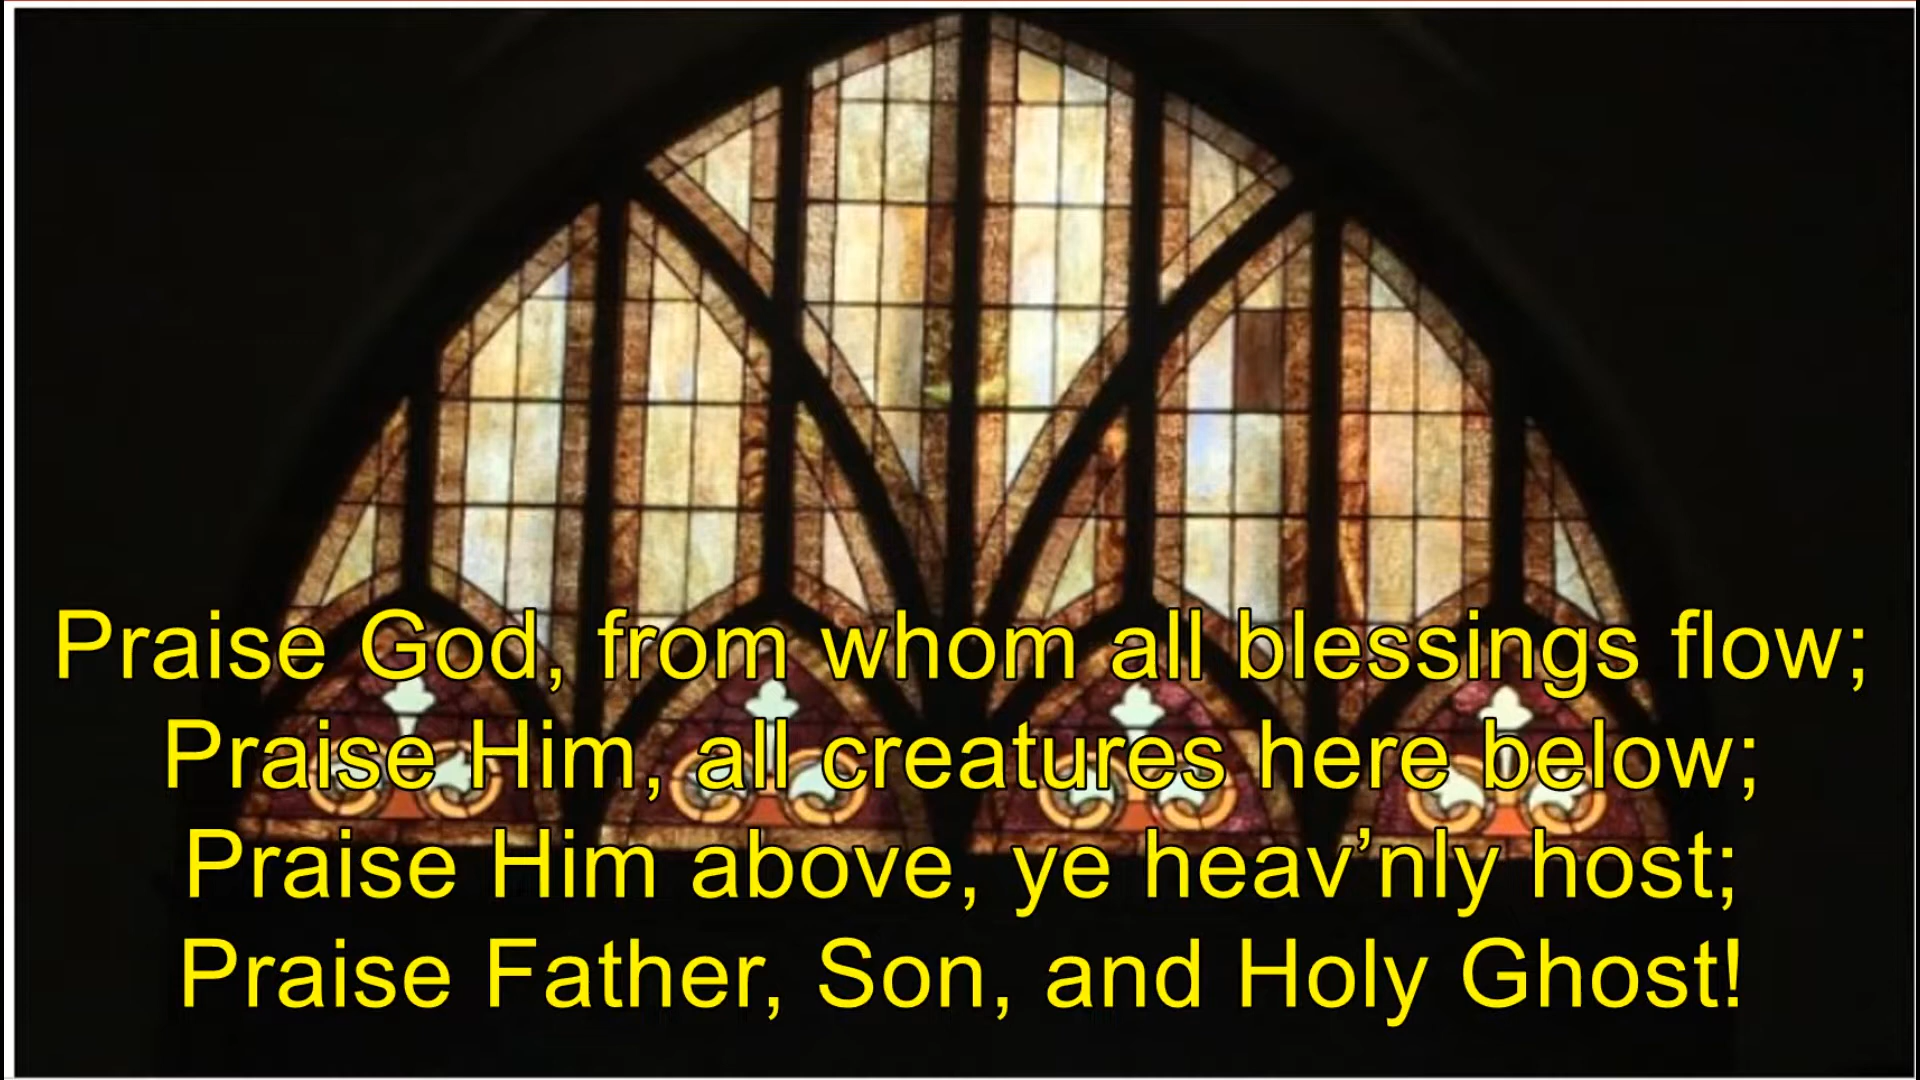 Praise God, from whom all blessings flow;
Praise Him, all creatures here below;
Praise Him above, ye heav’nly host;
Praise Father, Son, and Holy Ghost!